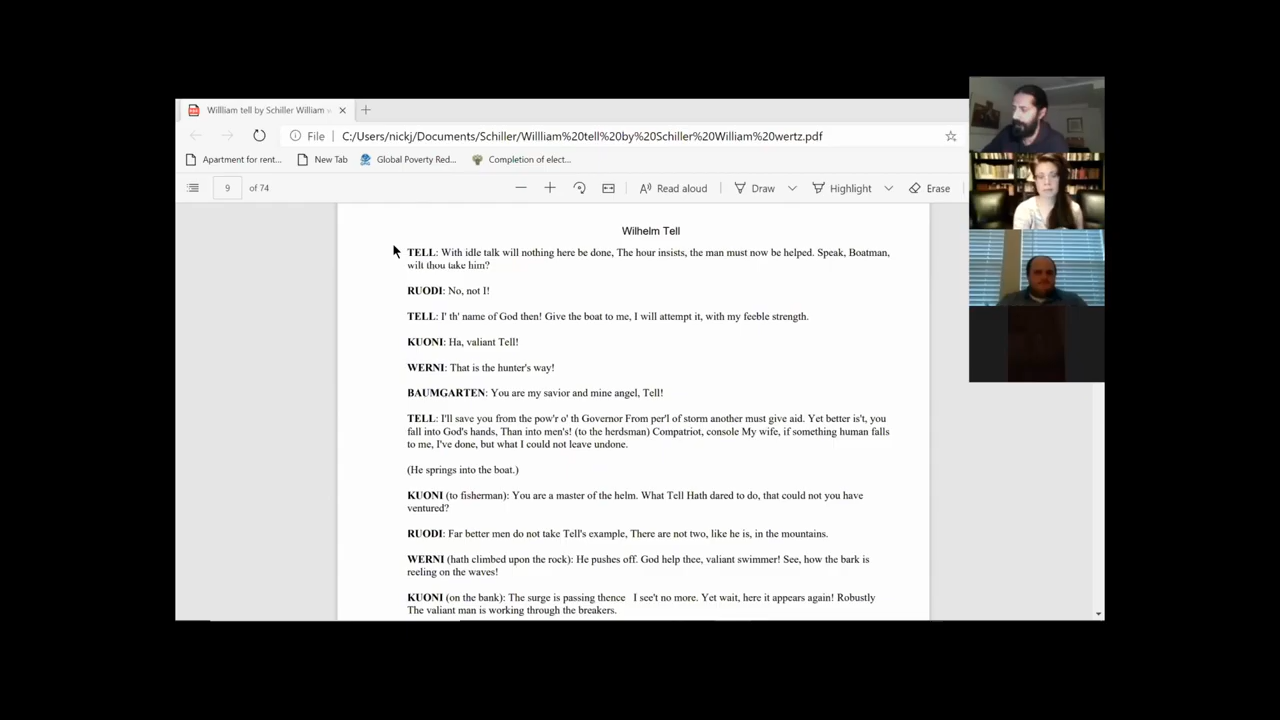 Willliam tell by Schiller William
File C:/Users/nickj/Documents/Schiller/Willliam%20tell%20by%20Schiller%20William%20wertz.pdf
Apartment for rent... New Tab Global Poverty Red... Completion of elect...
9 of 74 Read aloud Draw Highlight Erase
Wilhelm Tell
TELL: With idle talk will nothing here be done, The hour insists, the man must now be helped. Speak, Boatman,
wilt thou take him?
RUODI: No, not I!
TELL: I' th' name of God then! Give the boat to me, I will attempt it, with my feeble strength.
KUONI: Ha, valiant Tell!
WERNI: That is the hunter's way!
BAUMGARTEN: You are my savior and mine angel, Tell!
TELL: I'll save you from the pow'r o' th Governor From per'l of storm another must give aid. Yet better is't, you
fall into God's hands, Than into men's! (to the herdsman) Compatriot, console My wife, if something human falls
to me, I've done, but what I could not leave undone.
(He springs into the boat.)
KUONI (to fisherman): You are a master of the helm. What Tell Hath dared to do, that could not you have
ventured?
RUODI: Far better men do not take Tell's example, There are not two, like he is, in the mountains.
WERNI (hath climbed upon the rock): He pushes off. God help thee, valiant swimmer! See, how the bark is
reeling on the waves!
KUONI (on the bank): The surge is passing thence I see't no more. Yet wait, here it appears again! Robustly
The valiant man is working through the breakers.